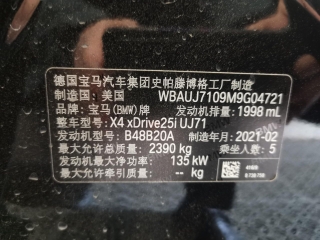 德国宝马汽车集团史帕滕博格工厂制造
制造国：美国 WBAUJ7109M9G04721
品牌：宝马(BMW)牌 发动机排量：1998 mL
整车型号：X4 xDrive25i UJ71
发动机型号：B48B20A 制造年月：2021-02
最大允许总质量：2390 kg 乘坐人数：5
发动机最大净功率：135 kW
最大允许牵引质量：-- kg